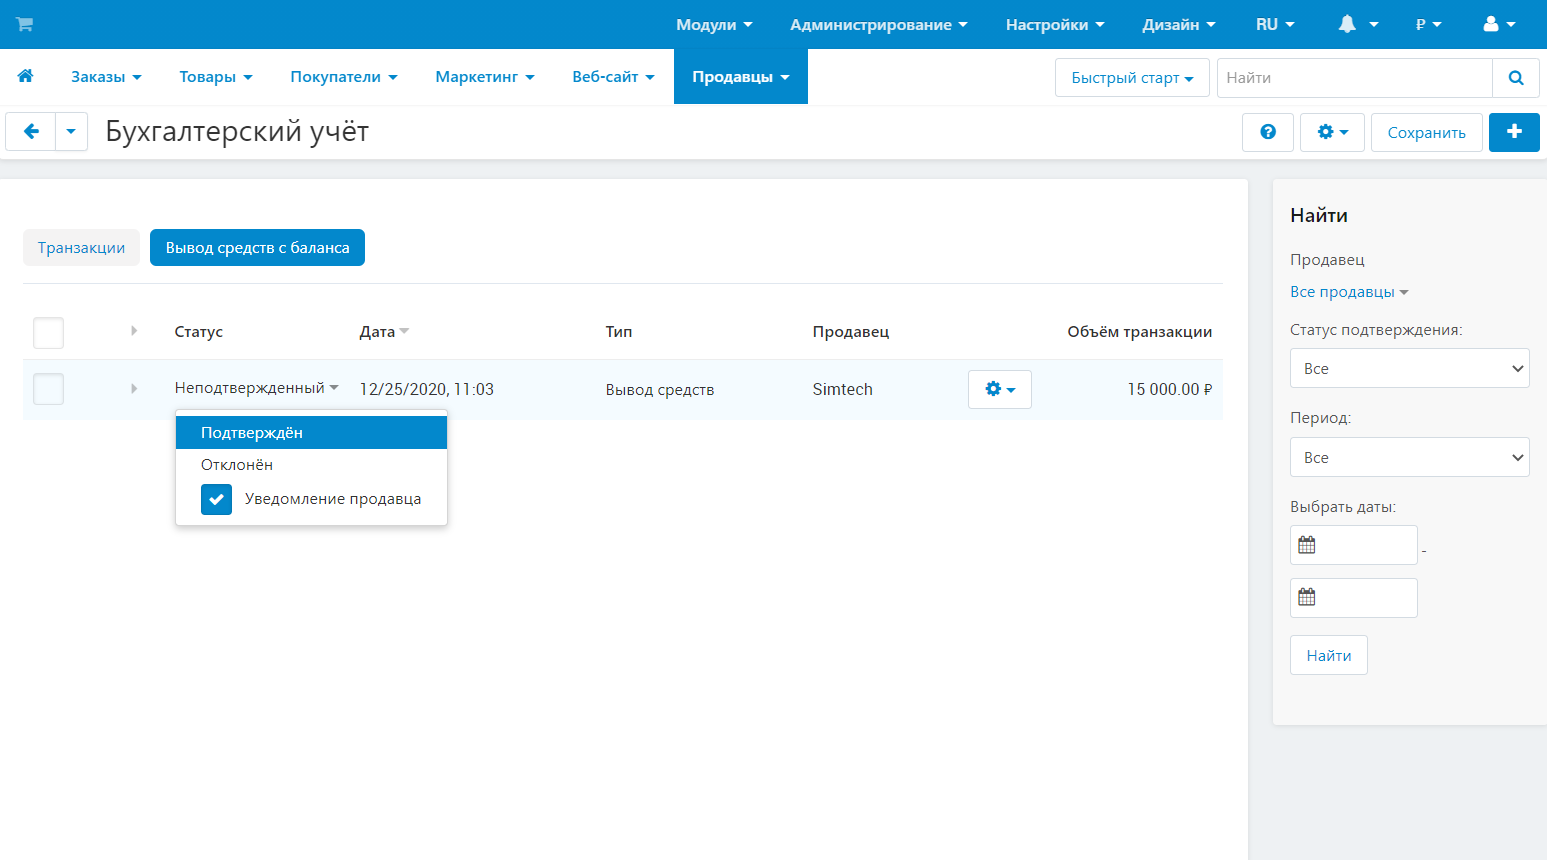 Модули Администрирование Настройки Дизайн RU ₽
Заказы Товары Покупатели Маркетинг Веб-сайт Продавцы Быстрый старт Найти
Бухгалтерский учёт Сохранить
Транзакции Вывод средств с баланса
Статус Дата Тип Продавец Объём транзакции
Неподтвержденный 12/25/2020, 11:03 Вывод средств Simtech 15 000.00 ₽
Подтверждён
Отклонён
Уведомление продавца
Найти
Продавец
Все продавцы
Статус подтверждения:
Все
Период:
Все
Выбрать даты:
-
Найти